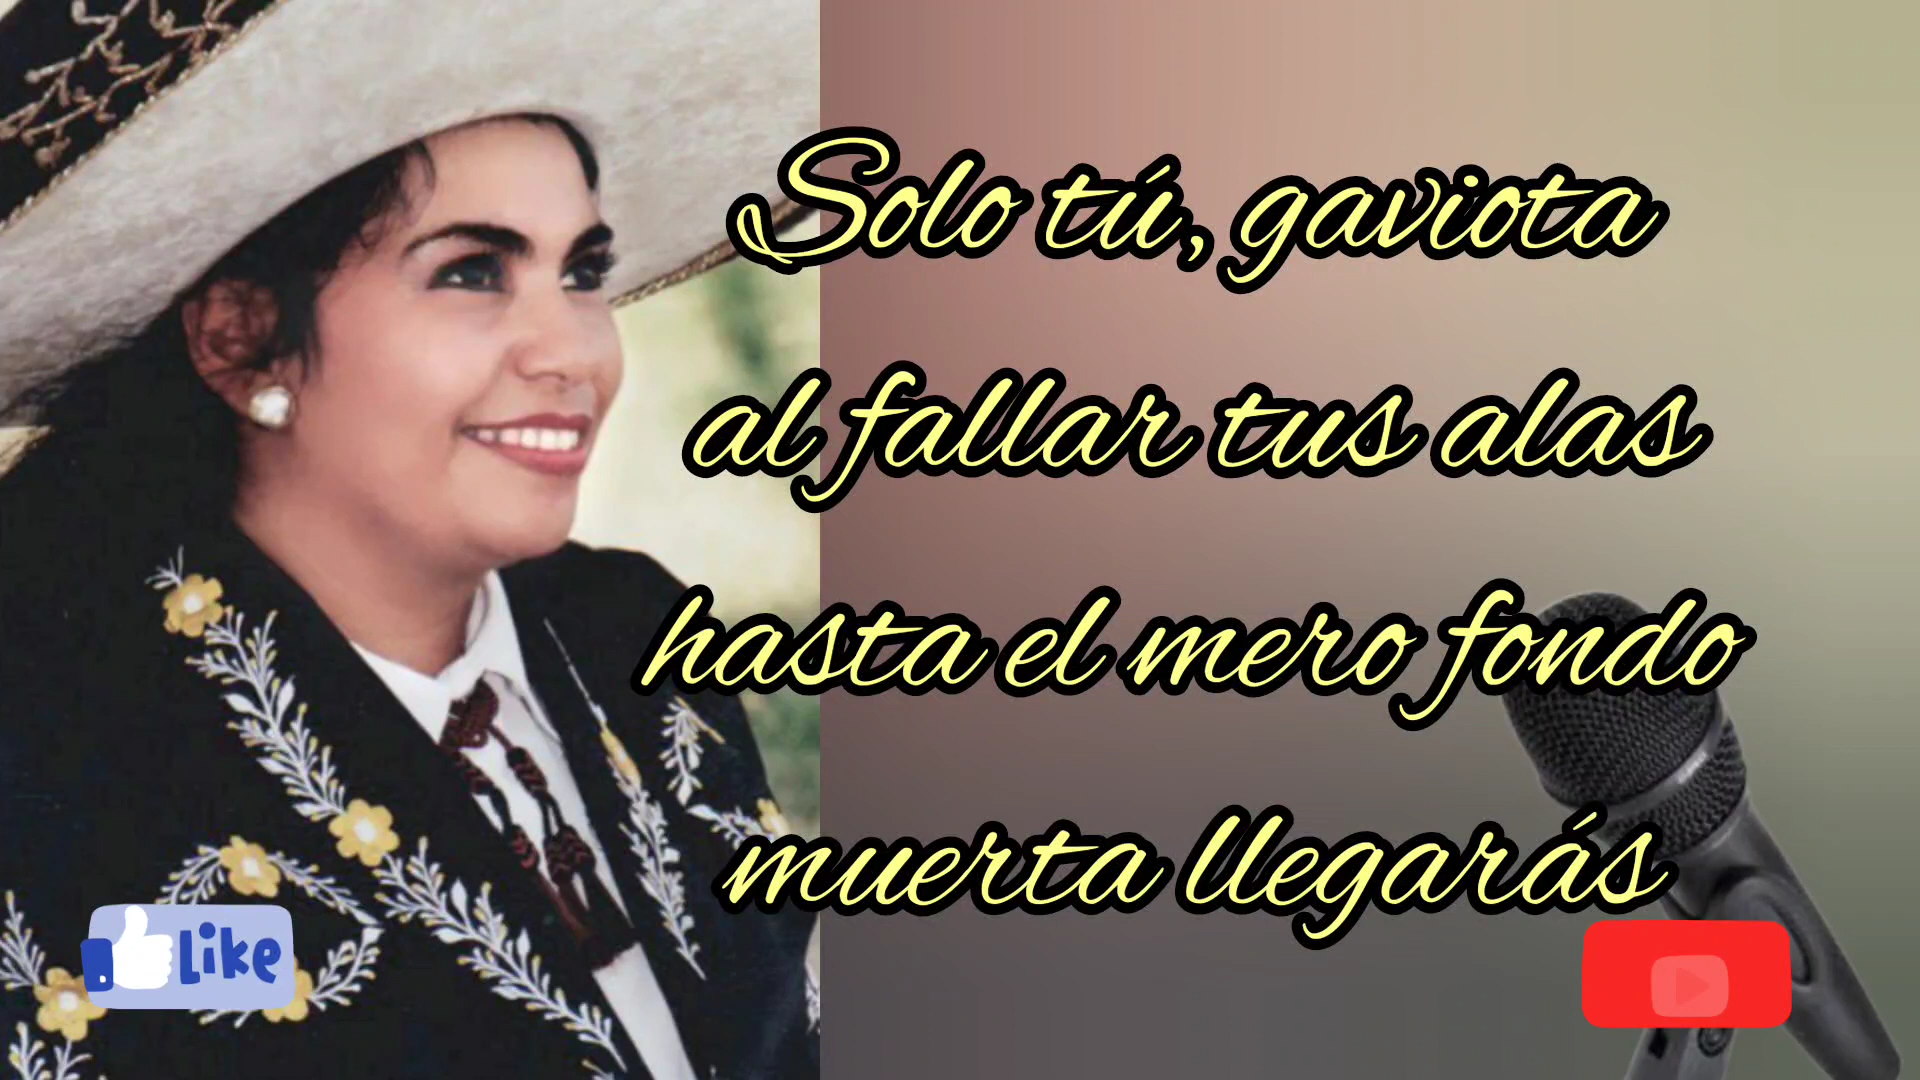 Solo tú, gaviota
al fallar tus alas
hasta el mero fondo
muerta llegarás
Like